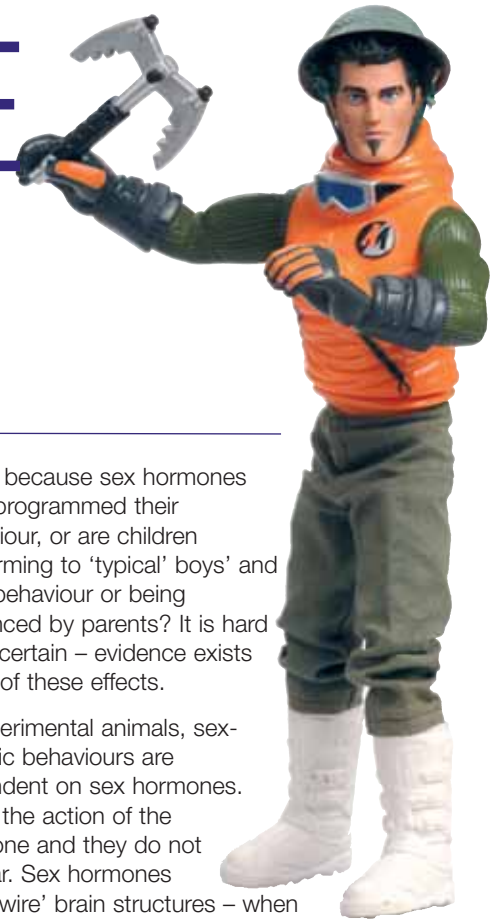 because sex hormones
programmed their
iour, or are children
rming to ‘typical’ boys’ and
behaviour or being
nced by parents? It is hard
certain – evidence exists
of these effects.
erimental animals, sex-
ic behaviours are
ndent on sex hormones.
the action of the
one and they do not
ar. Sex hormones
wire’ brain structures – when